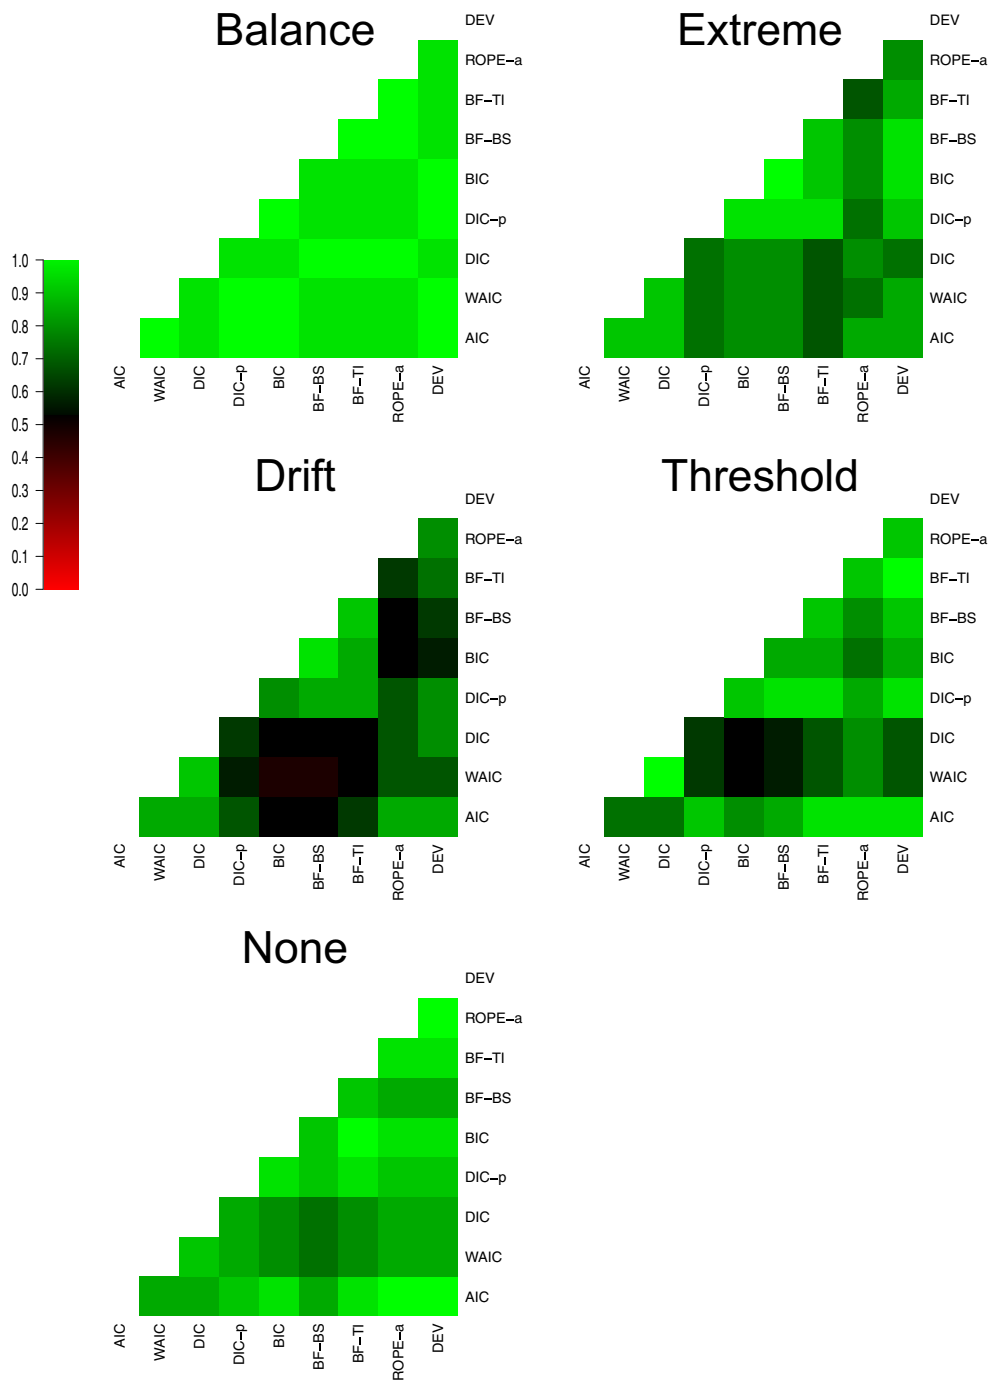 Balance
DEV
ROPE−a
BF−TI
BF−BS
BIC
DIC−p
DIC
WAIC
AIC
AIC
WAIC
DIC
DIC−p
BIC
BF−BS
BF−TI
ROPE−a
DEV
Extreme
DEV
ROPE−a
BF−TI
BF−BS
BIC
DIC−p
DIC
WAIC
AIC
AIC
WAIC
DIC
DIC−p
BIC
BF−BS
BF−TI
ROPE−a
DEV
1.0
0.9
0.8
0.7
0.6
0.5
0.4
0.3
0.2
0.1
0.0
Drift
DEV
ROPE−a
BF−TI
BF−BS
BIC
DIC−p
DIC
WAIC
AIC
AIC
WAIC
DIC
DIC−p
BIC
BF−BS
BF−TI
ROPE−a
DEV
Threshold
DEV
ROPE−a
BF−TI
BF−BS
BIC
DIC−p
DIC
WAIC
AIC
AIC
WAIC
DIC
DIC−p
BIC
BF−BS
BF−TI
ROPE−a
DEV
None
DEV
ROPE−a
BF−TI
BF−BS
BIC
DIC−p
DIC
WAIC
AIC
AIC
WAIC
DIC
DIC−p
BIC
BF−BS
BF−TI
ROPE−a
DEV